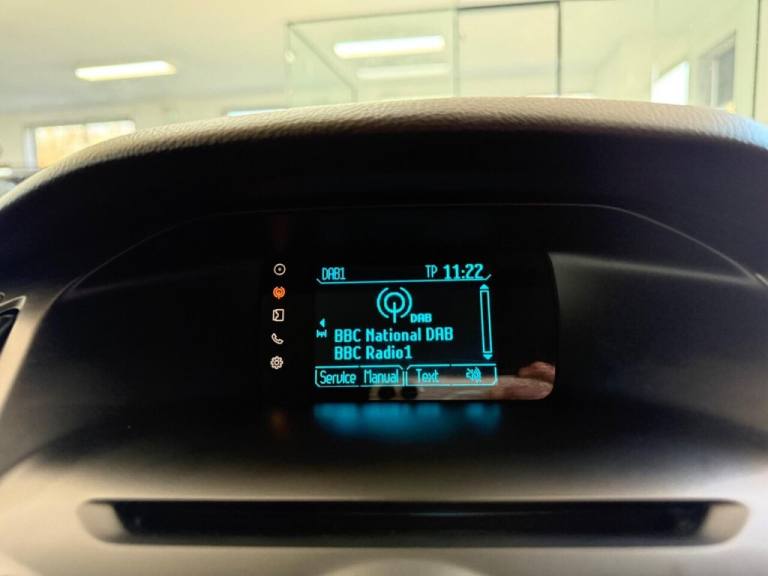 DAB1 TP 11:22
DAB
BBC National DAB
BBC Radio1
Service Manual Text